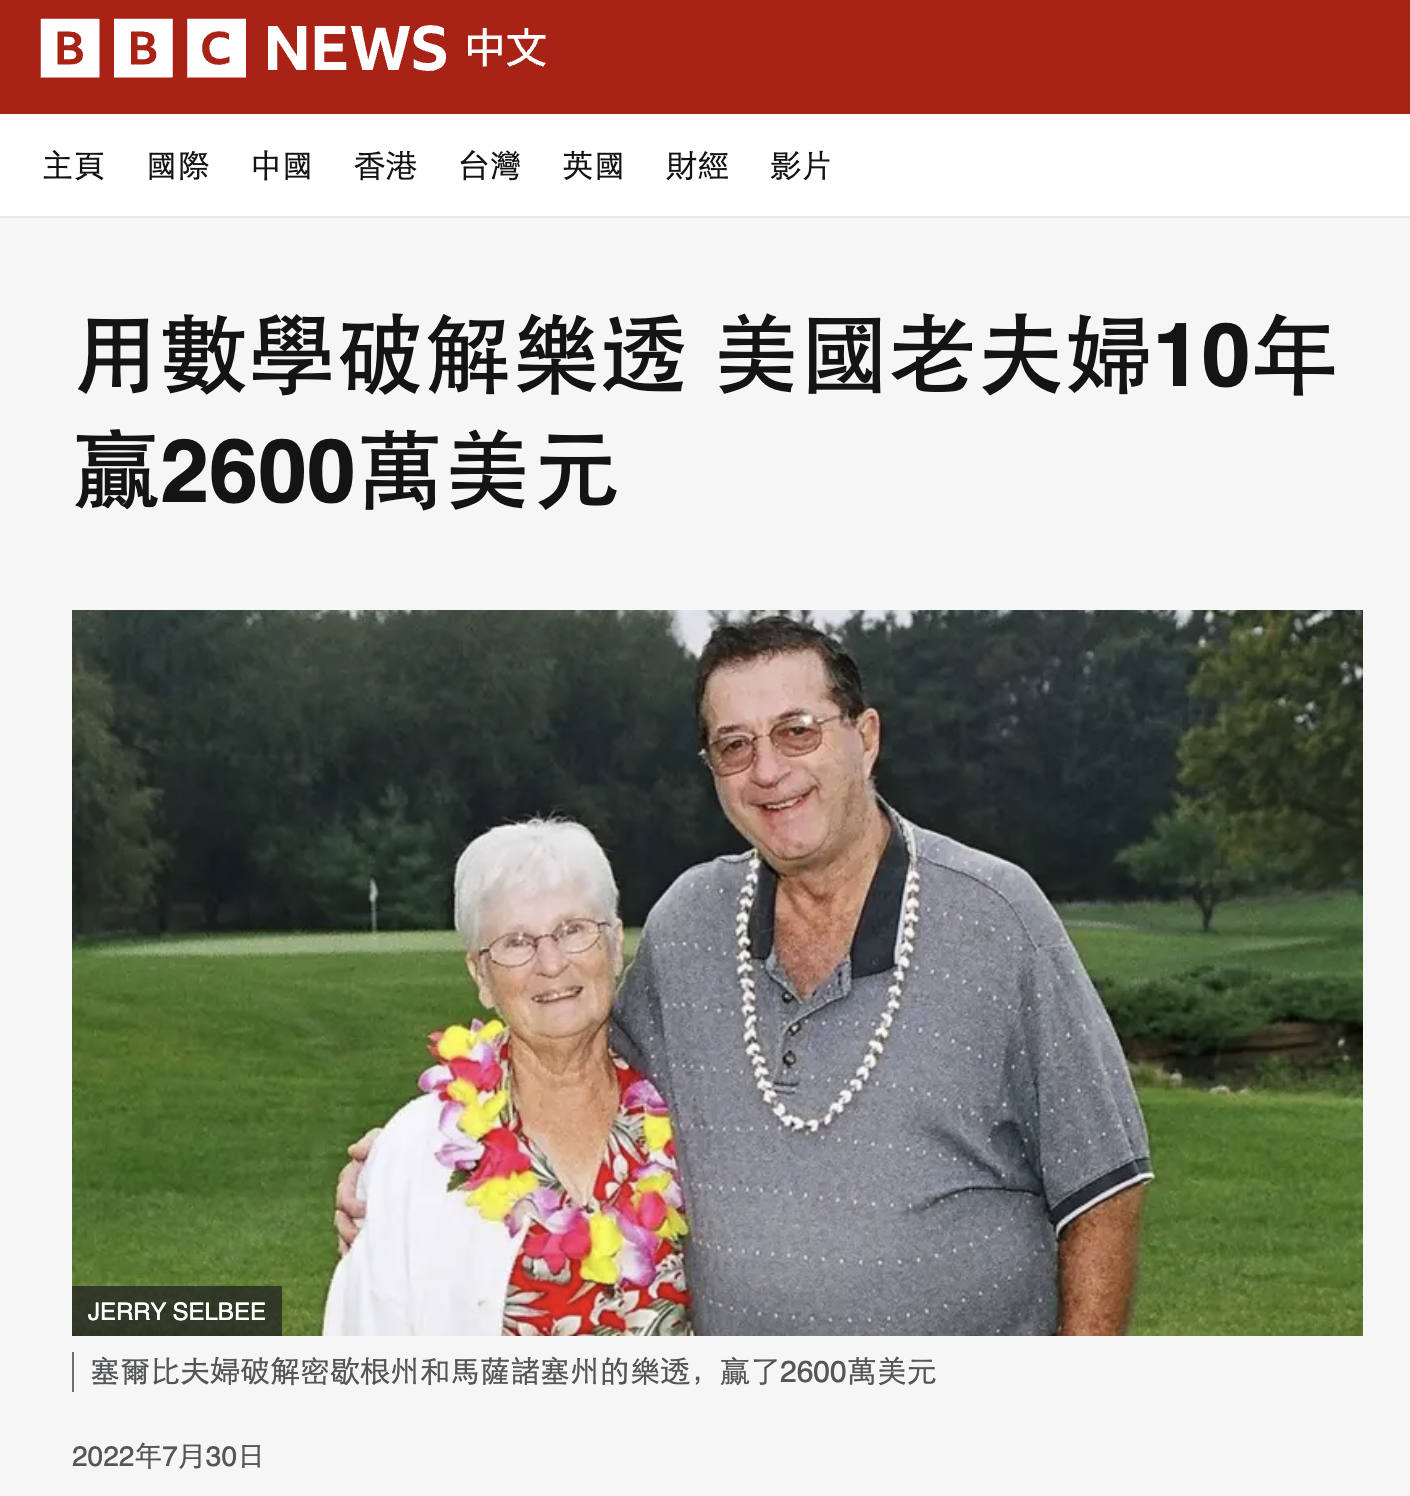 BBC NEWS 中文
主頁 國際 中國 香港 台灣 英國 財經 影片
用數學破解樂透 美國老夫婦10年
贏2600萬美元
JERRY SELBEE
塞爾比夫婦破解密歇根州和馬薩諸塞州的樂透，贏了2600萬美元
2022年7月30日